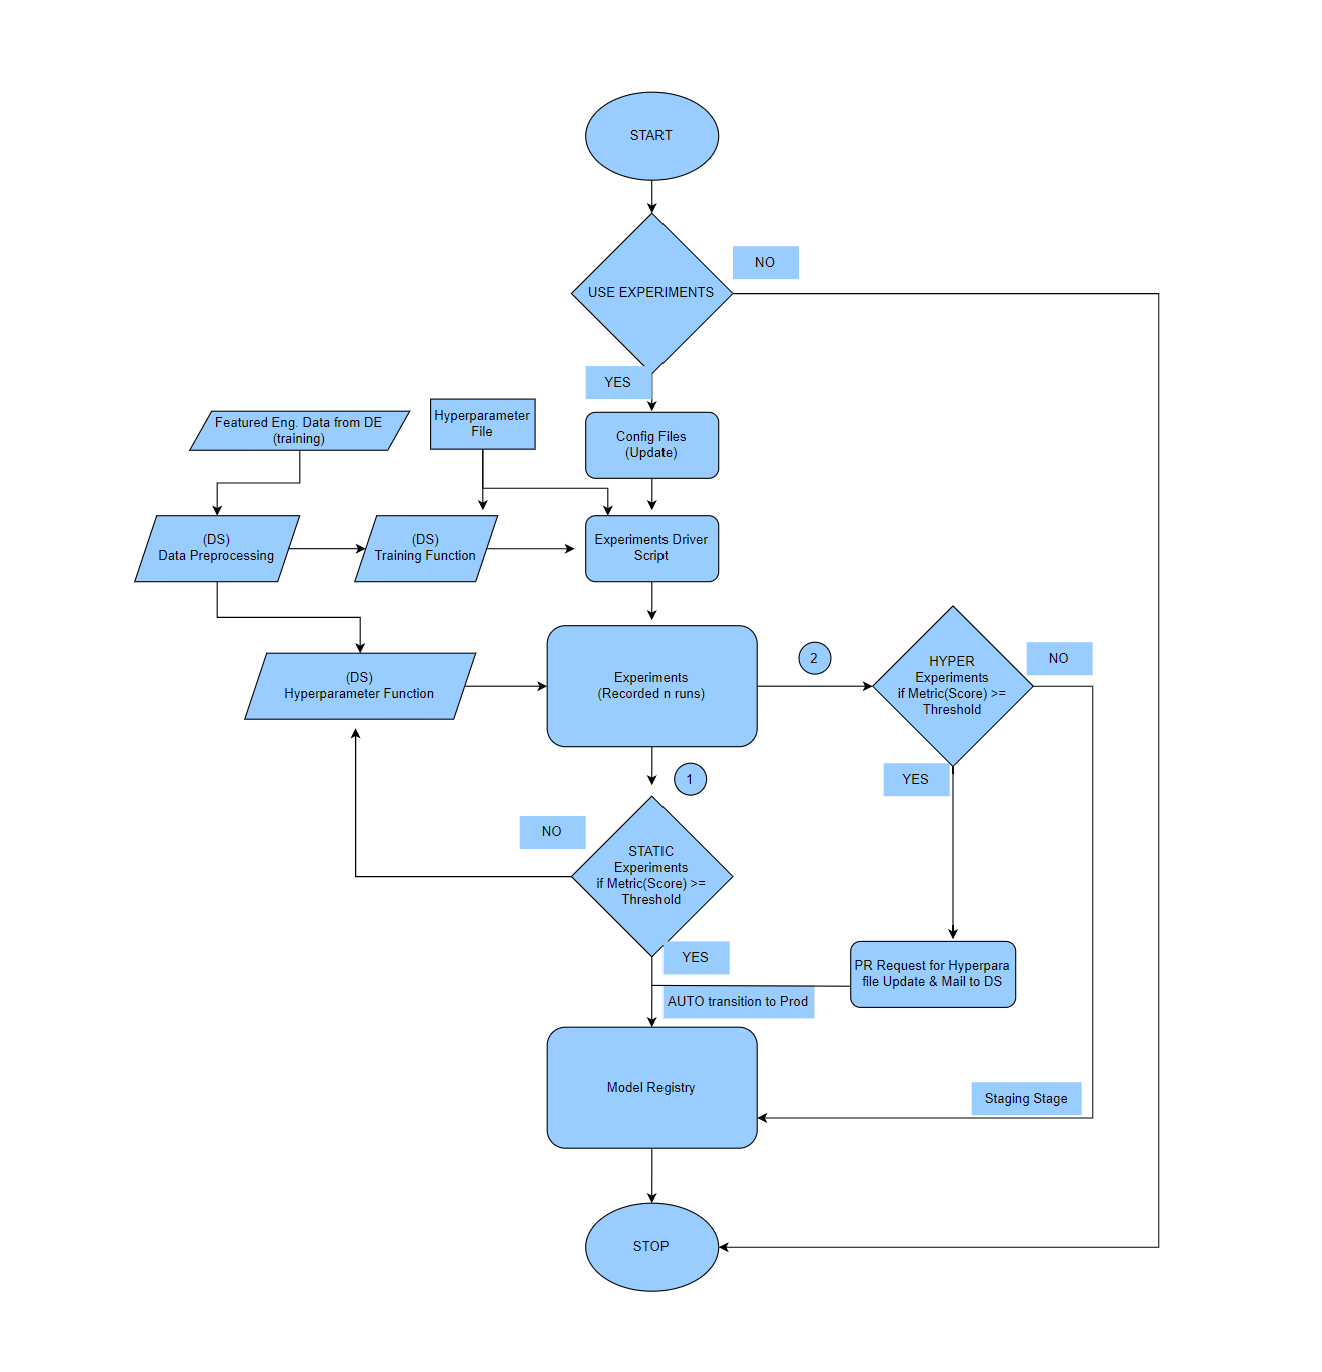 START
NO
USE EXPERIMENTS
YES
Featured Eng. Data from DE
(training)
Hyperparameter
File
Config Files
(Update)
(DS)
Data Preprocessing
(DS)
Training Function
Experiments Driver
Script
(DS)
Hyperparameter Function
Experiments
(Recorded n runs)
2
HYPER
Experiments
if Metric(Score) >=
Threshold
NO
YES
1
NO
STATIC
Experiments
if Metric(Score) >=
Threshold
YES
PR Request for Hyperpara
file Update & Mail to DS
AUTO transition to Prod
Model Registry
Staging Stage
STOP